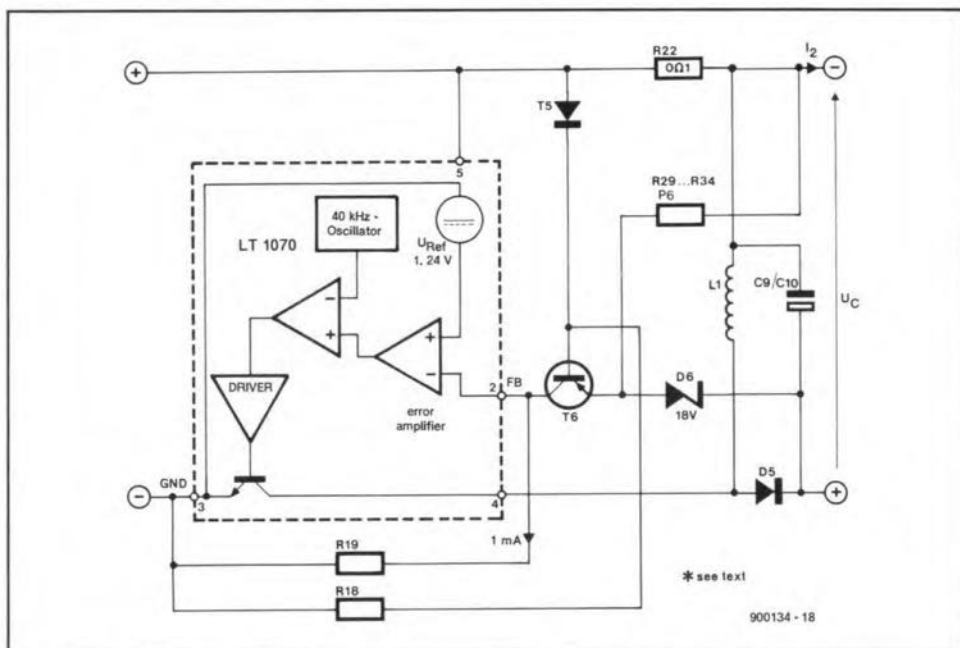 R22
0Ω1
I2
+
−
T5
5
R29...R34
P6
40 kHz -
Oscillator
LT 1070
URef
1, 24 V
L1
C9/C10
UC
−
+
+
−
DRIVER
error
amplifier
2
FB
T6
D6
18V
GND
−
3
4
D5
+
1 mA
R19
R18
* see text
900134 - 18